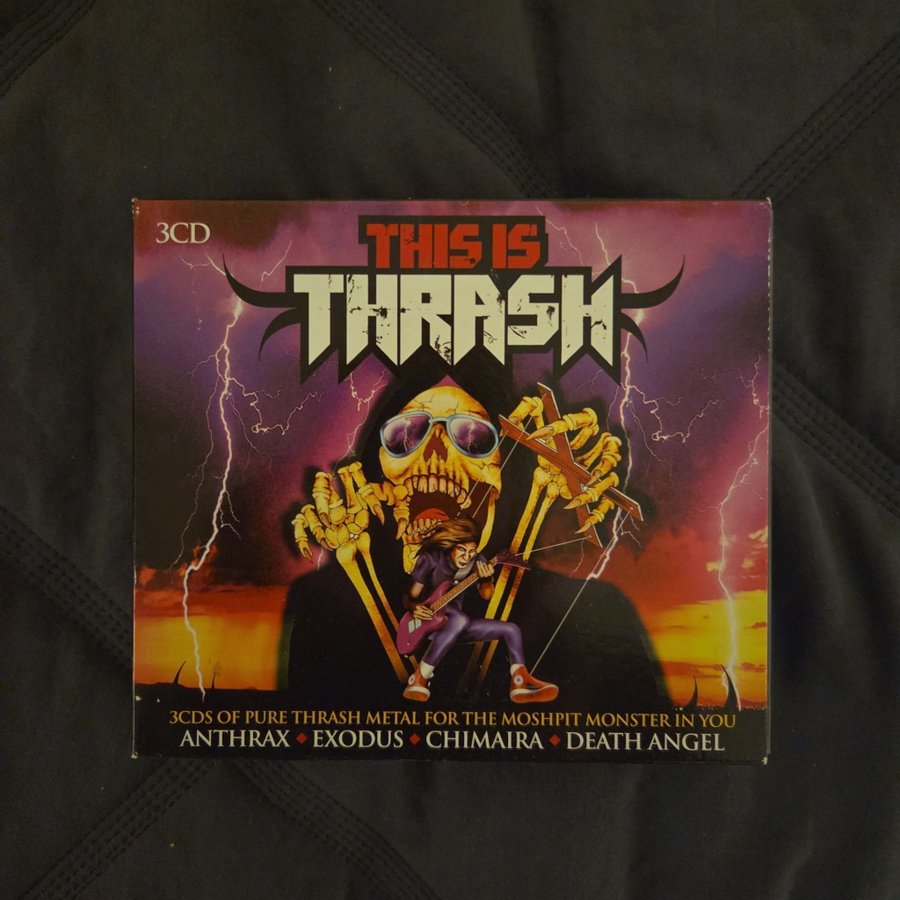 3CD
THIS IS
THRASH
3CDS OF PURE THRASH METAL FOR THE MOSHPIT MONSTER IN YOU
ANTHRAX ◆ EXODUS ◆ CHIMAIRA ◆ DEATH ANGEL